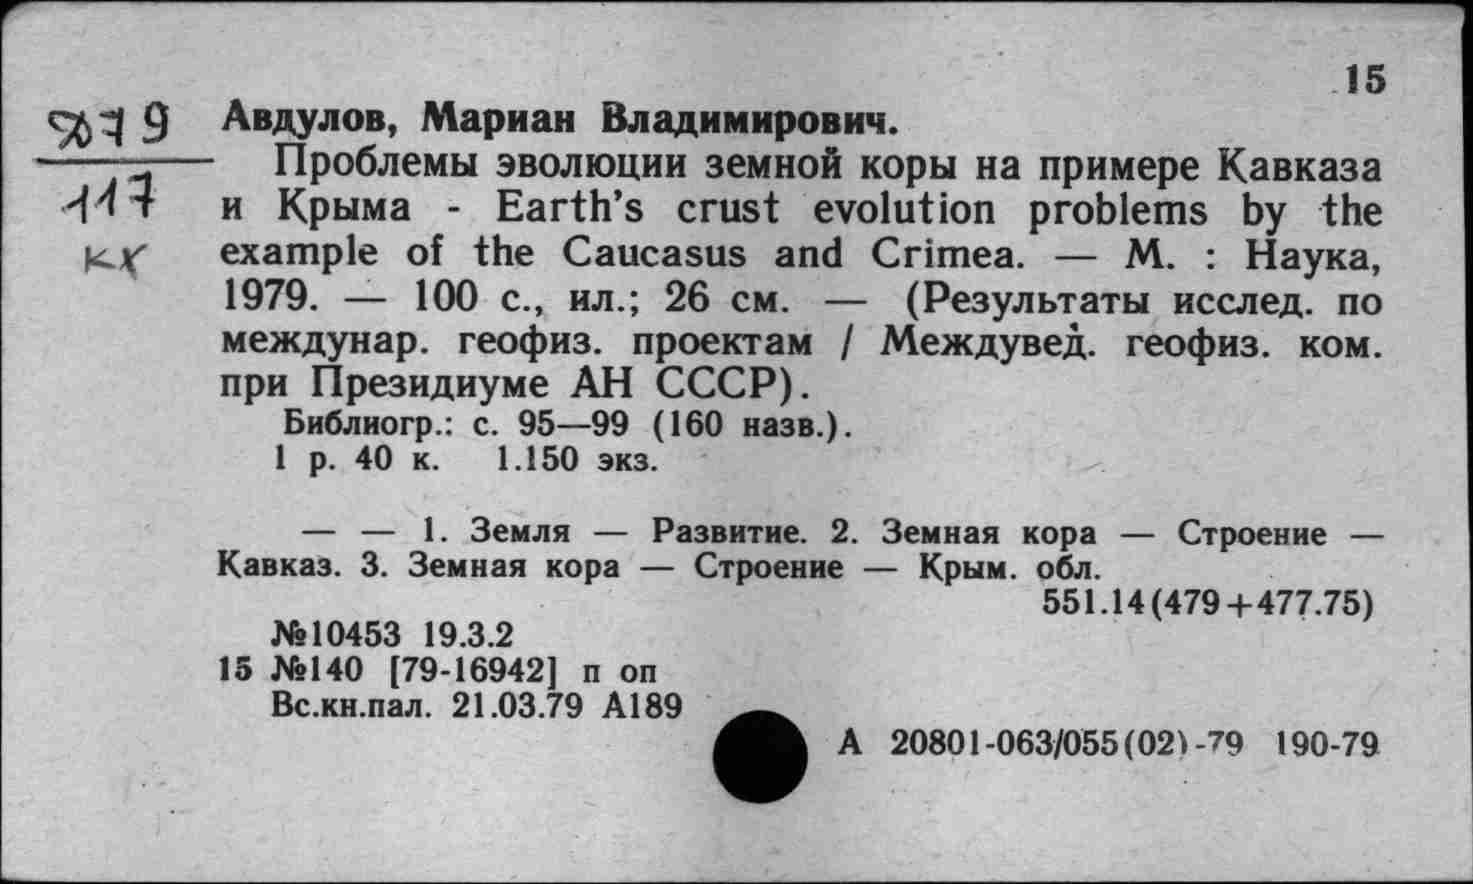 15
Авдулов, Мариан Владимирович.
Проблемы эволюции земной коры на примере Кавказа
и Крыма - Earth's crust evolution problems by the
example of the Caucasus and Crimea. — М. : Наука,
1979. — 100 с., ил.; 26 см. — (Результаты исслед. по
междунар. геофиз. проектам / Междувед. геофиз. ком.
при Президиуме АН СССР).
Библиогр.: с. 95—99 (160 назв.).
1 р. 40 к. 1.150 экз.
— — 1. Земля — Развитие. 2. Земная кора — Строение —
Кавказ. 3. Земная кора — Строение — Крым. обл.
551.14(479+477.75)
№10453 19.3.2
15 №140 [79-16942] п оп
Вс.кн.пал. 21.03.79 А189
А 20801-063/055(02)-79 190-79
117
кх